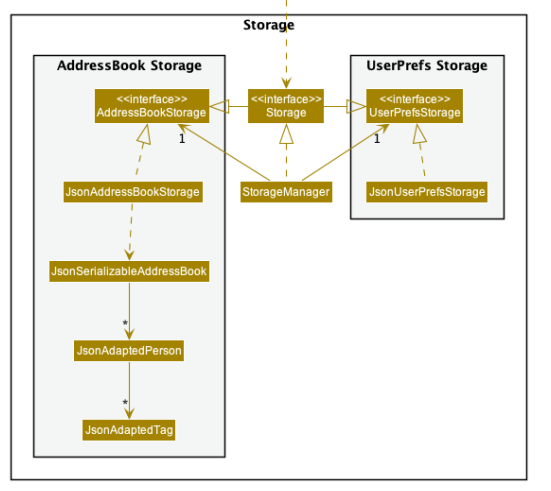 Storage
AddressBook Storage
UserPrefs Storage
<<interface>>
AddressBookStorage
<<interface>>
Storage
<<interface>>
UserPrefsStorage
1
1
JsonAddressBookStorage
StorageManager
JsonUserPrefsStorage
JsonSerializableAddressBook
*
JsonAdaptedPerson
*
JsonAdaptedTag